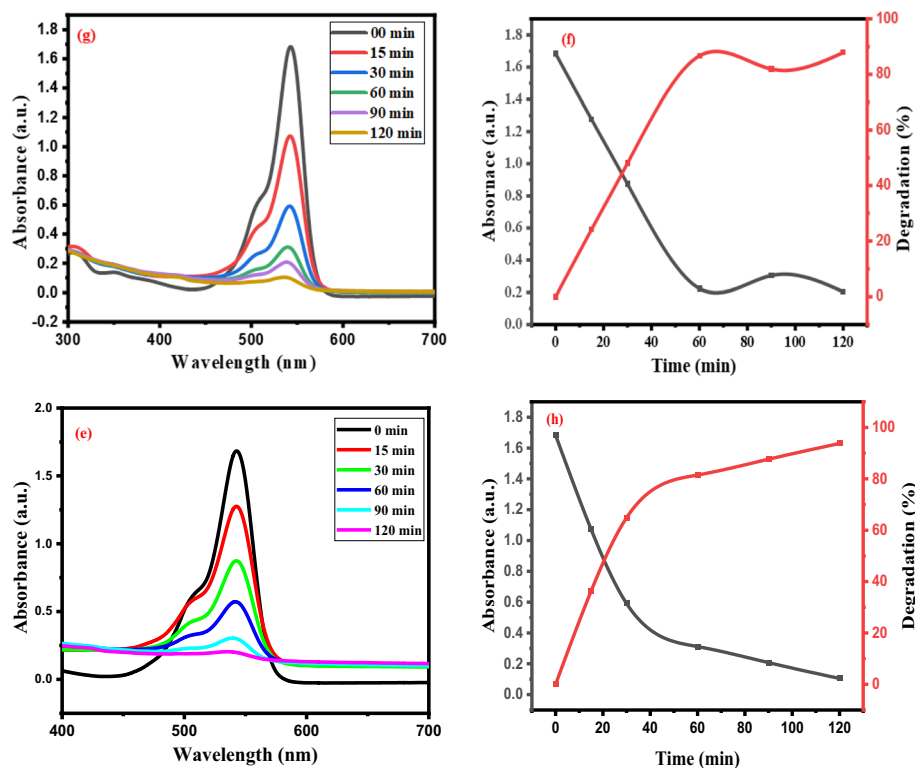 (g)
00 min
15 min
30 min
60 min
90 min
120 min
Absorbance (a.u.)
1.8
1.6
1.4
1.2
1.0
0.8
0.6
0.4
0.2
0.0
-0.2
300
400
500
600
700
Wavelength (nm)
(f)
Absornace (a.u.)
1.8
1.6
1.4
1.2
1.0
0.8
0.6
0.4
0.2
0.0
0
20
40
60
80
100
120
Time (min)
100
80
60
40
20
0
Degradation (%)
(e)
0 min
15 min
30 min
60 min
90 min
120 min
Absorbance (a.u.)
2.0
1.5
1.0
0.5
0.0
400
500
600
700
Wavelength (nm)
(h)
Absorbance (a.u.)
1.8
1.6
1.4
1.2
1.0
0.8
0.6
0.4
0.2
0.0
0
20
40
60
80
100
120
Time (min)
100
80
60
40
20
0
Degradation (%)